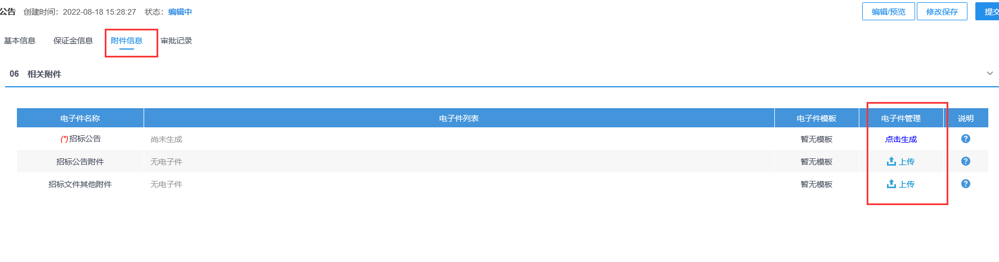 公告 创建时间：2022-08-18 15:28:27 状态：编辑中 编辑/预览 修改保存 提交
基本信息 保证金信息 附件信息 审批记录
06 相关附件
电子件名称 电子件列表 电子件模板 电子件管理 说明
(*)招标公告 尚未生成 暂无模板 点击生成 ?
招标公告附件 无电子件 暂无模板 上传 ?
招标文件其他附件 无电子件 暂无模板 上传 ?